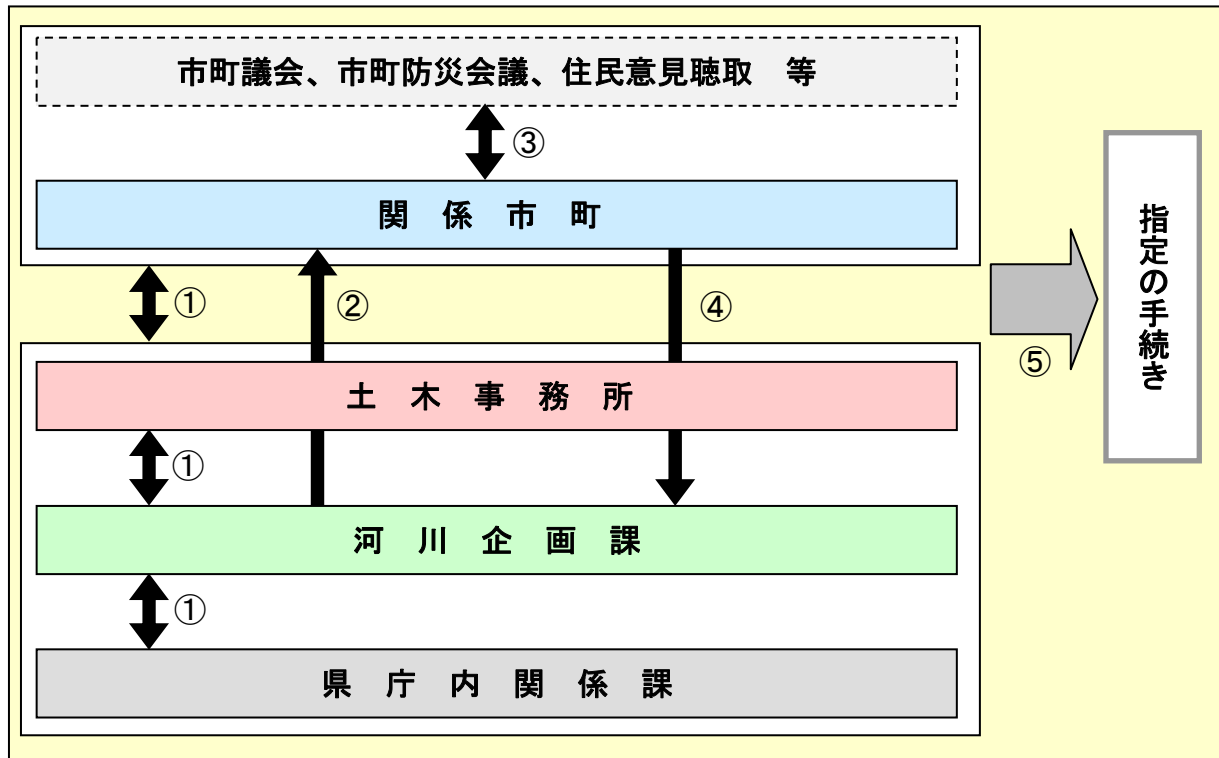 市町議会、市町防災会議、住民意見聴取　等
③
関　係　市　町
①
②
④
⑤
指定の手続き
土　木　事　務　所
①
河　川　企　画　課
①
県　庁　内　関　係　課